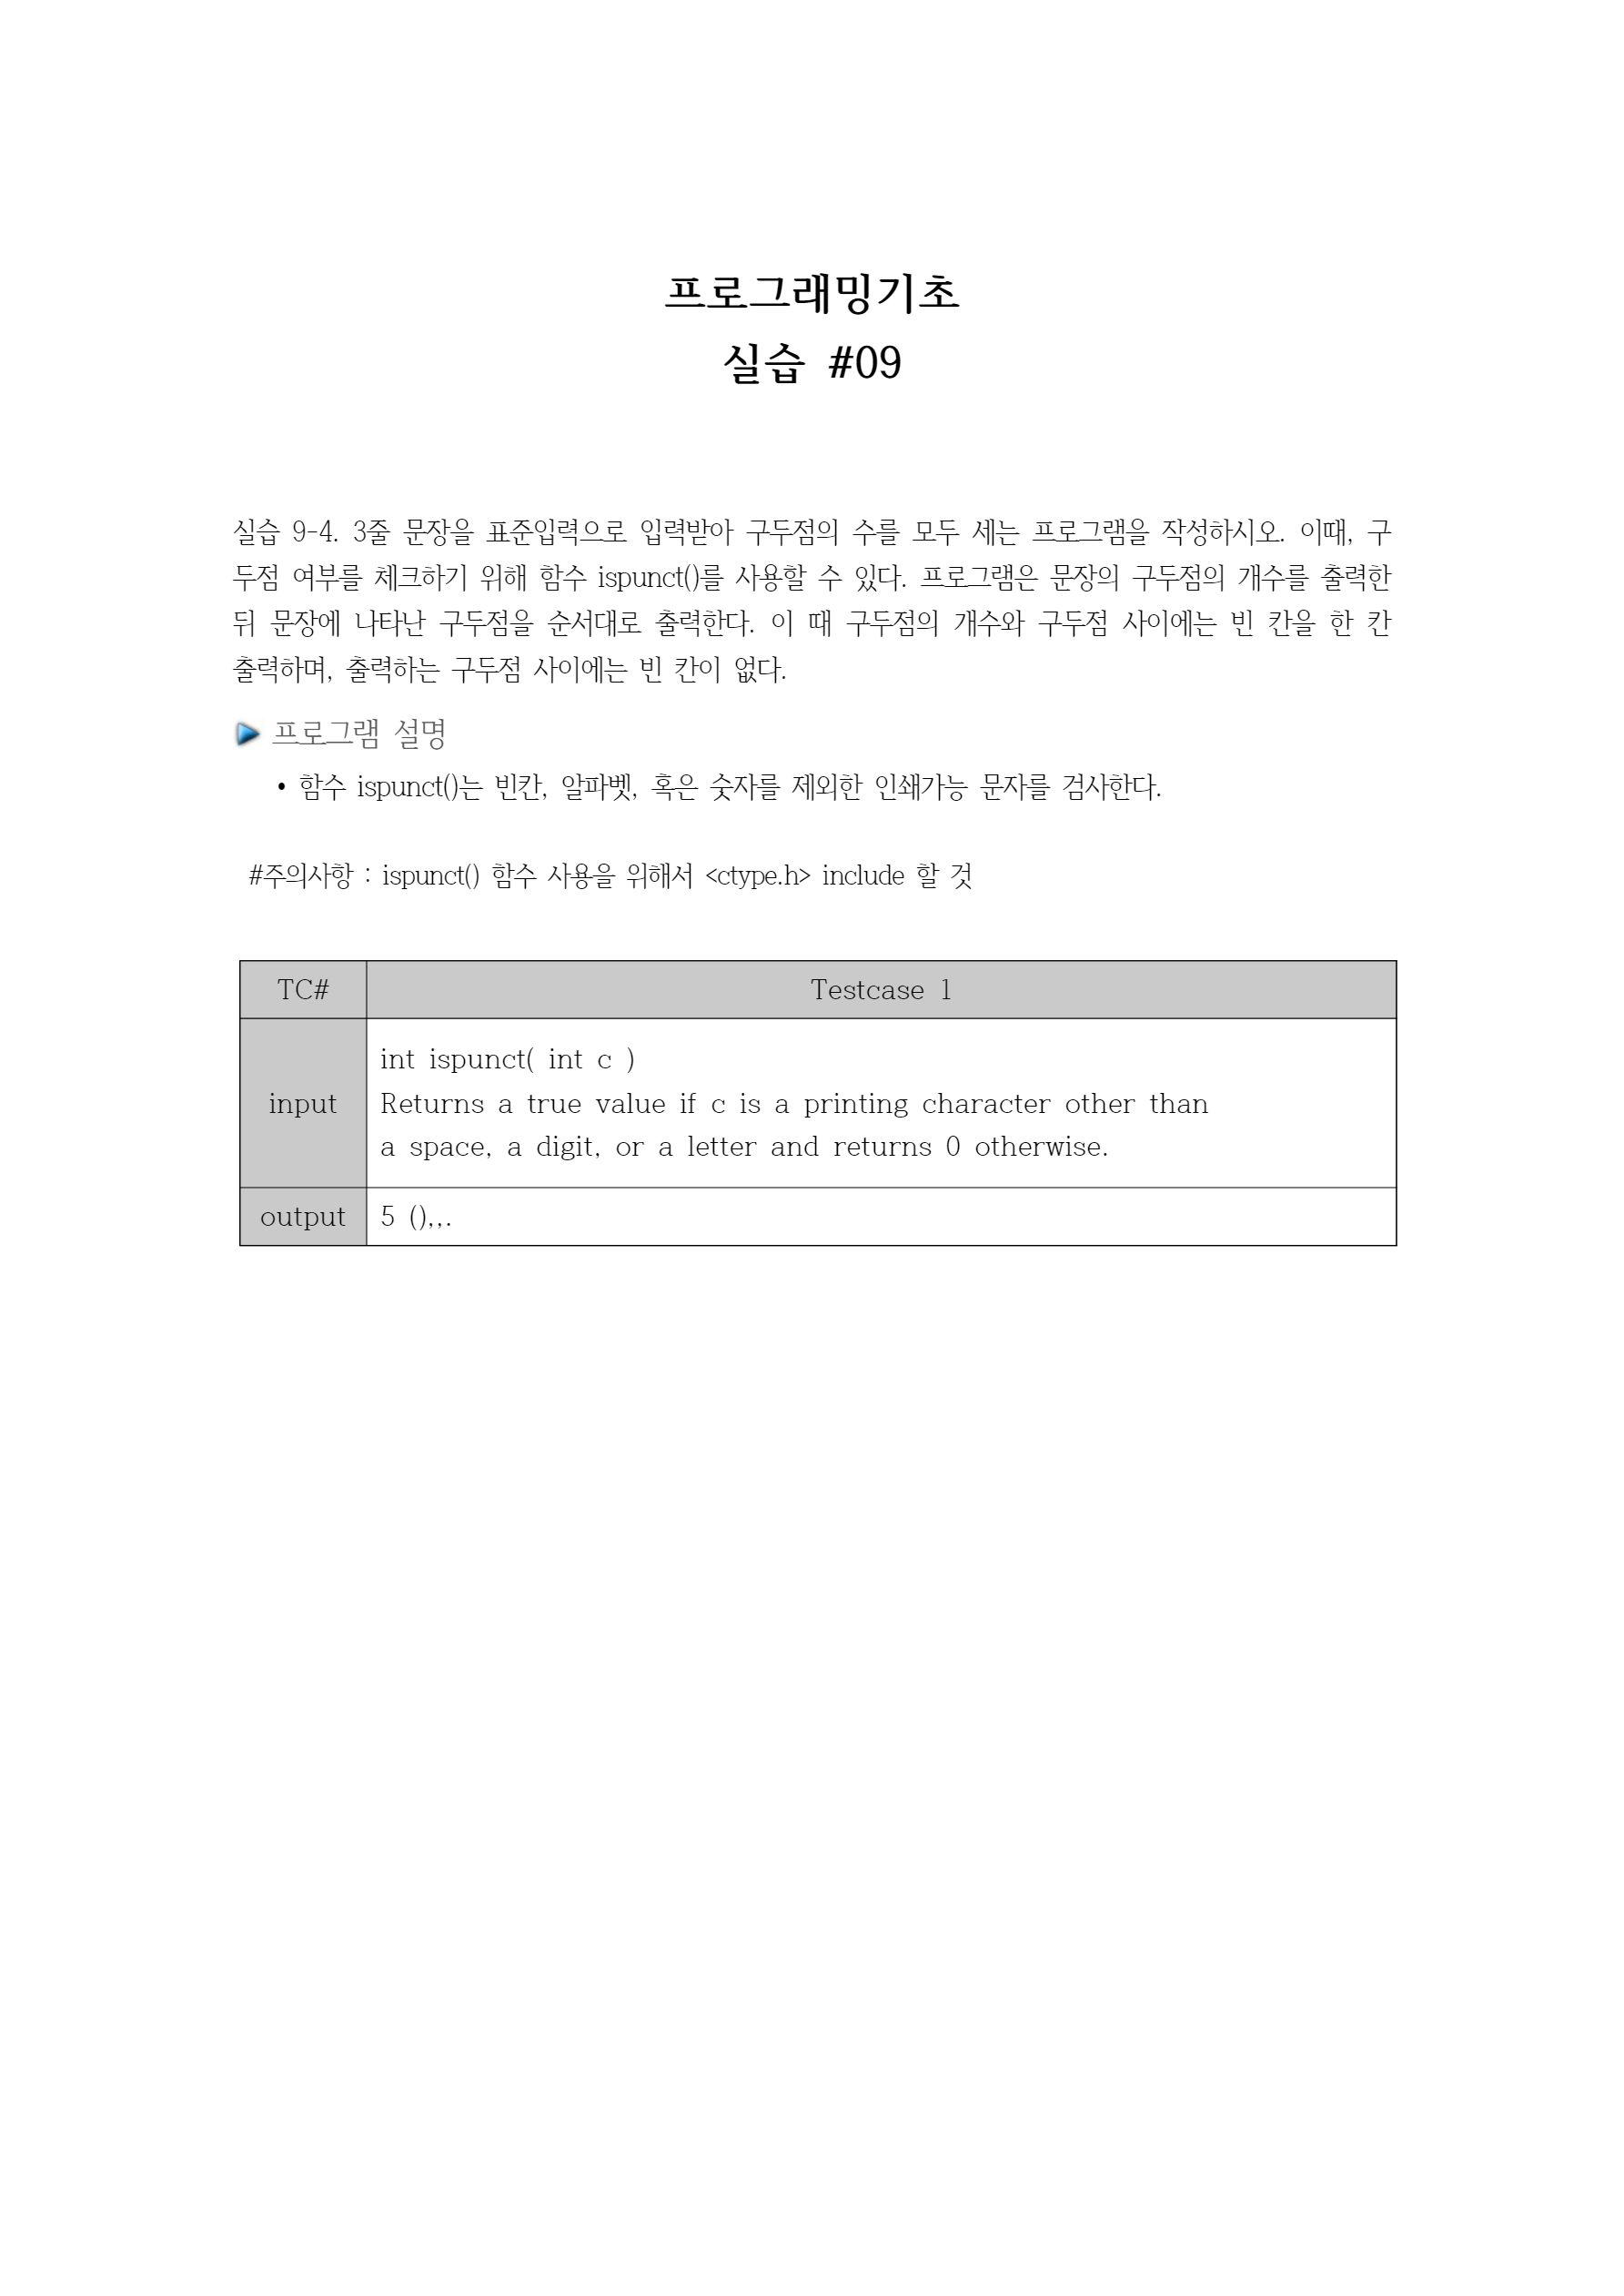 프로그래밍기초
실습 #09
실습 9-4. 3줄 문장을 표준입력으로 입력받아 구두점의 수를 모두 세는 프로그램을 작성하시오. 이때, 구
두점 여부를 체크하기 위해 함수 ispunct()를 사용할 수 있다. 프로그램은 문장의 구두점의 개수를 출력한
뒤 문장에 나타난 구두점을 순서대로 출력한다. 이 때 구두점의 개수와 구두점 사이에는 빈 칸을 한 칸
출력하며, 출력하는 구두점 사이에는 빈 칸이 없다.
프로그램 설명
• 함수 ispunct()는 빈칸, 알파벳, 혹은 숫자를 제외한 인쇄가능 문자를 검사한다.
#주의사항 : ispunct() 함수 사용을 위해서 <ctype.h> include 할 것
TC# Testcase 1
input
int ispunct( int c )
Returns a true value if c is a printing character other than
a space, a digit, or a letter and returns 0 otherwise.
output 5 (),,.